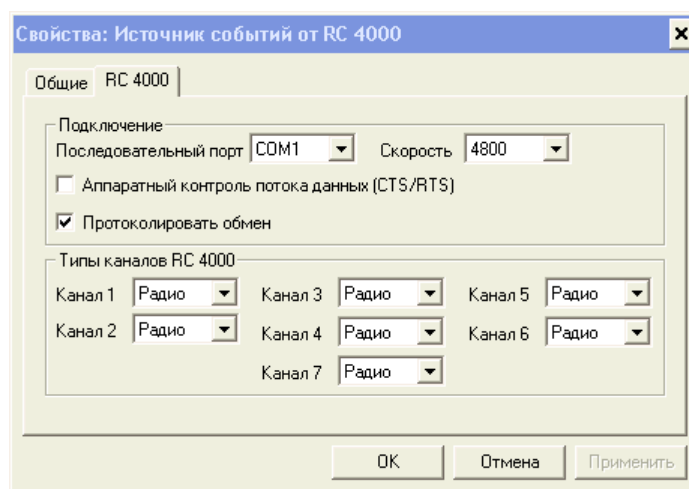 Свойства: Источник событий от RC 4000
Общие RC 4000
Подключение
Последовательный порт COM1 Скорость 4800
Аппаратный контроль потока данных (CTS/RTS)
Протоколировать обмен
Типы каналов RC 4000
Канал 1 Радио Канал 3 Радио Канал 5 Радио
Канал 2 Радио Канал 4 Радио Канал 6 Радио
Канал 7 Радио
OK Отмена Применить